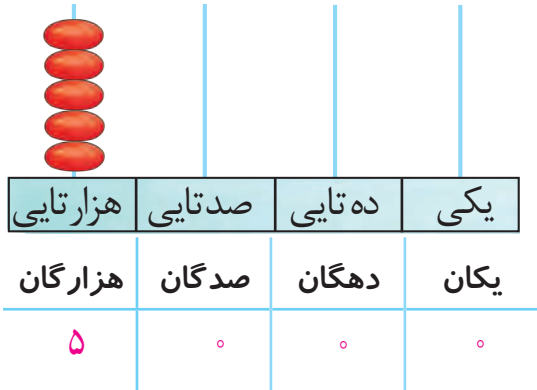 یکی ده‌تایی صدتایی هزارتایی
یکان دهگان صدگان هزارگان
۰ ۰ ۰ ۵